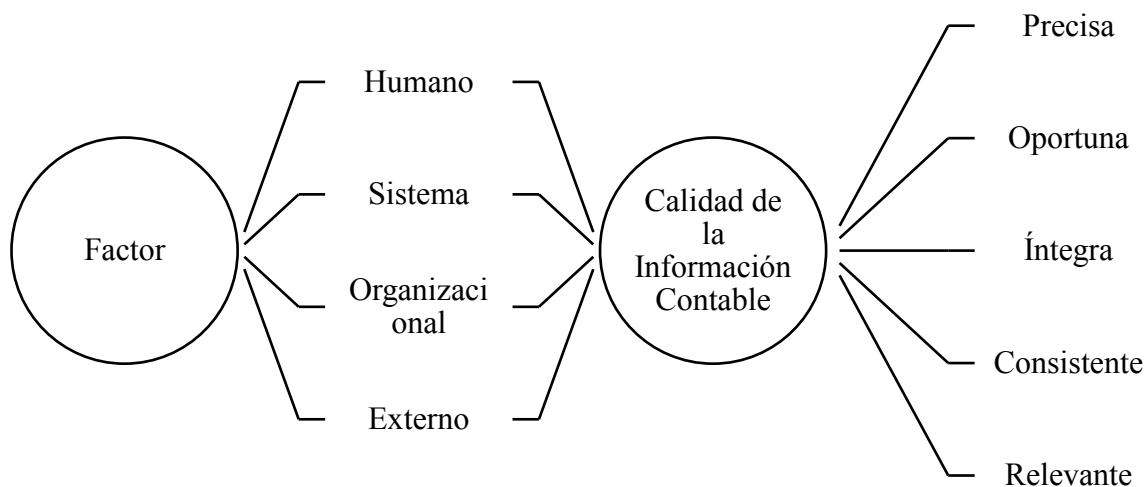 Factor
Humano
Sistema
Organizaci
onal
Externo
Calidad de
la
Información
Contable
Precisa
Oportuna
Íntegra
Consistente
Relevante